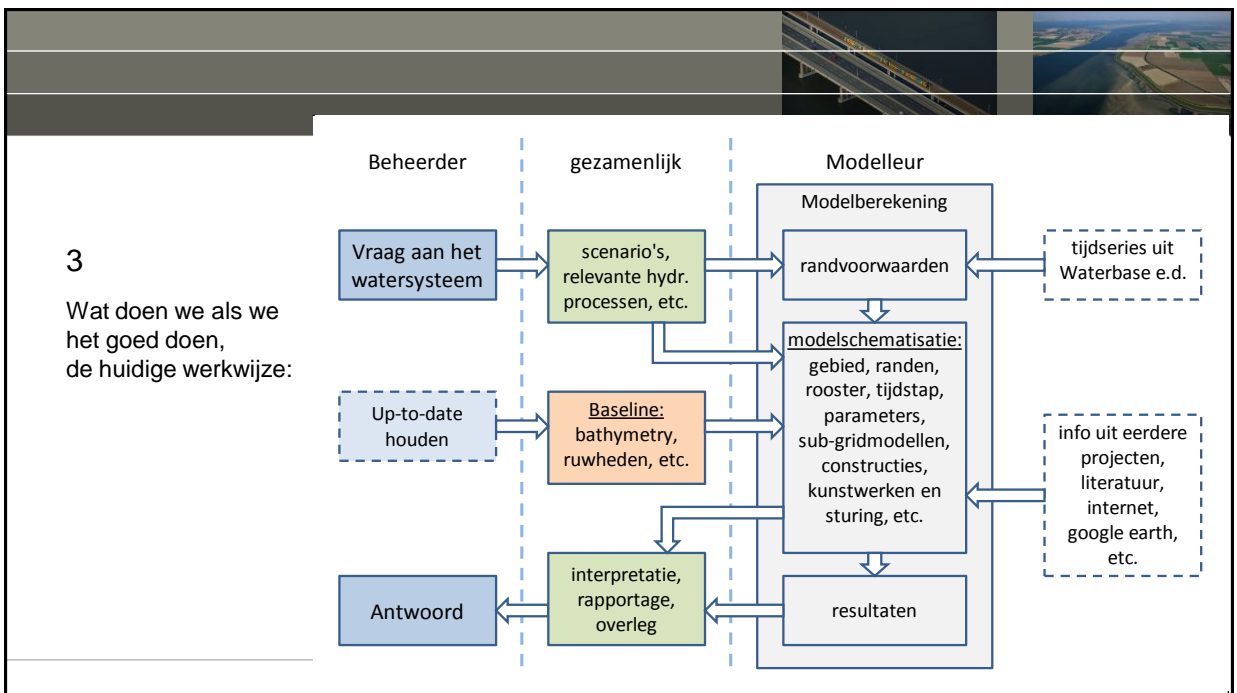 3
Wat doen we als we
het goed doen,
de huidige werkwijze:
Beheerder
gezamenlijk
Modelleur
Modelberekening
Vraag aan het
watersysteem
scenario's,
relevante hydr.
processen, etc.
randvoorwaarden
tijdseries uit
Waterbase e.d.
modelschematisatie:
gebied, randen,
rooster, tijdstap,
parameters,
sub-gridmodellen,
constructies,
kunstwerken en
sturing, etc.
Up-to-date
houden
Baseline:
bathymetry,
ruwheden, etc.
info uit eerdere
projecten,
literatuur,
internet,
google earth,
etc.
Antwoord
interpretatie,
rapportage,
overleg
resultaten